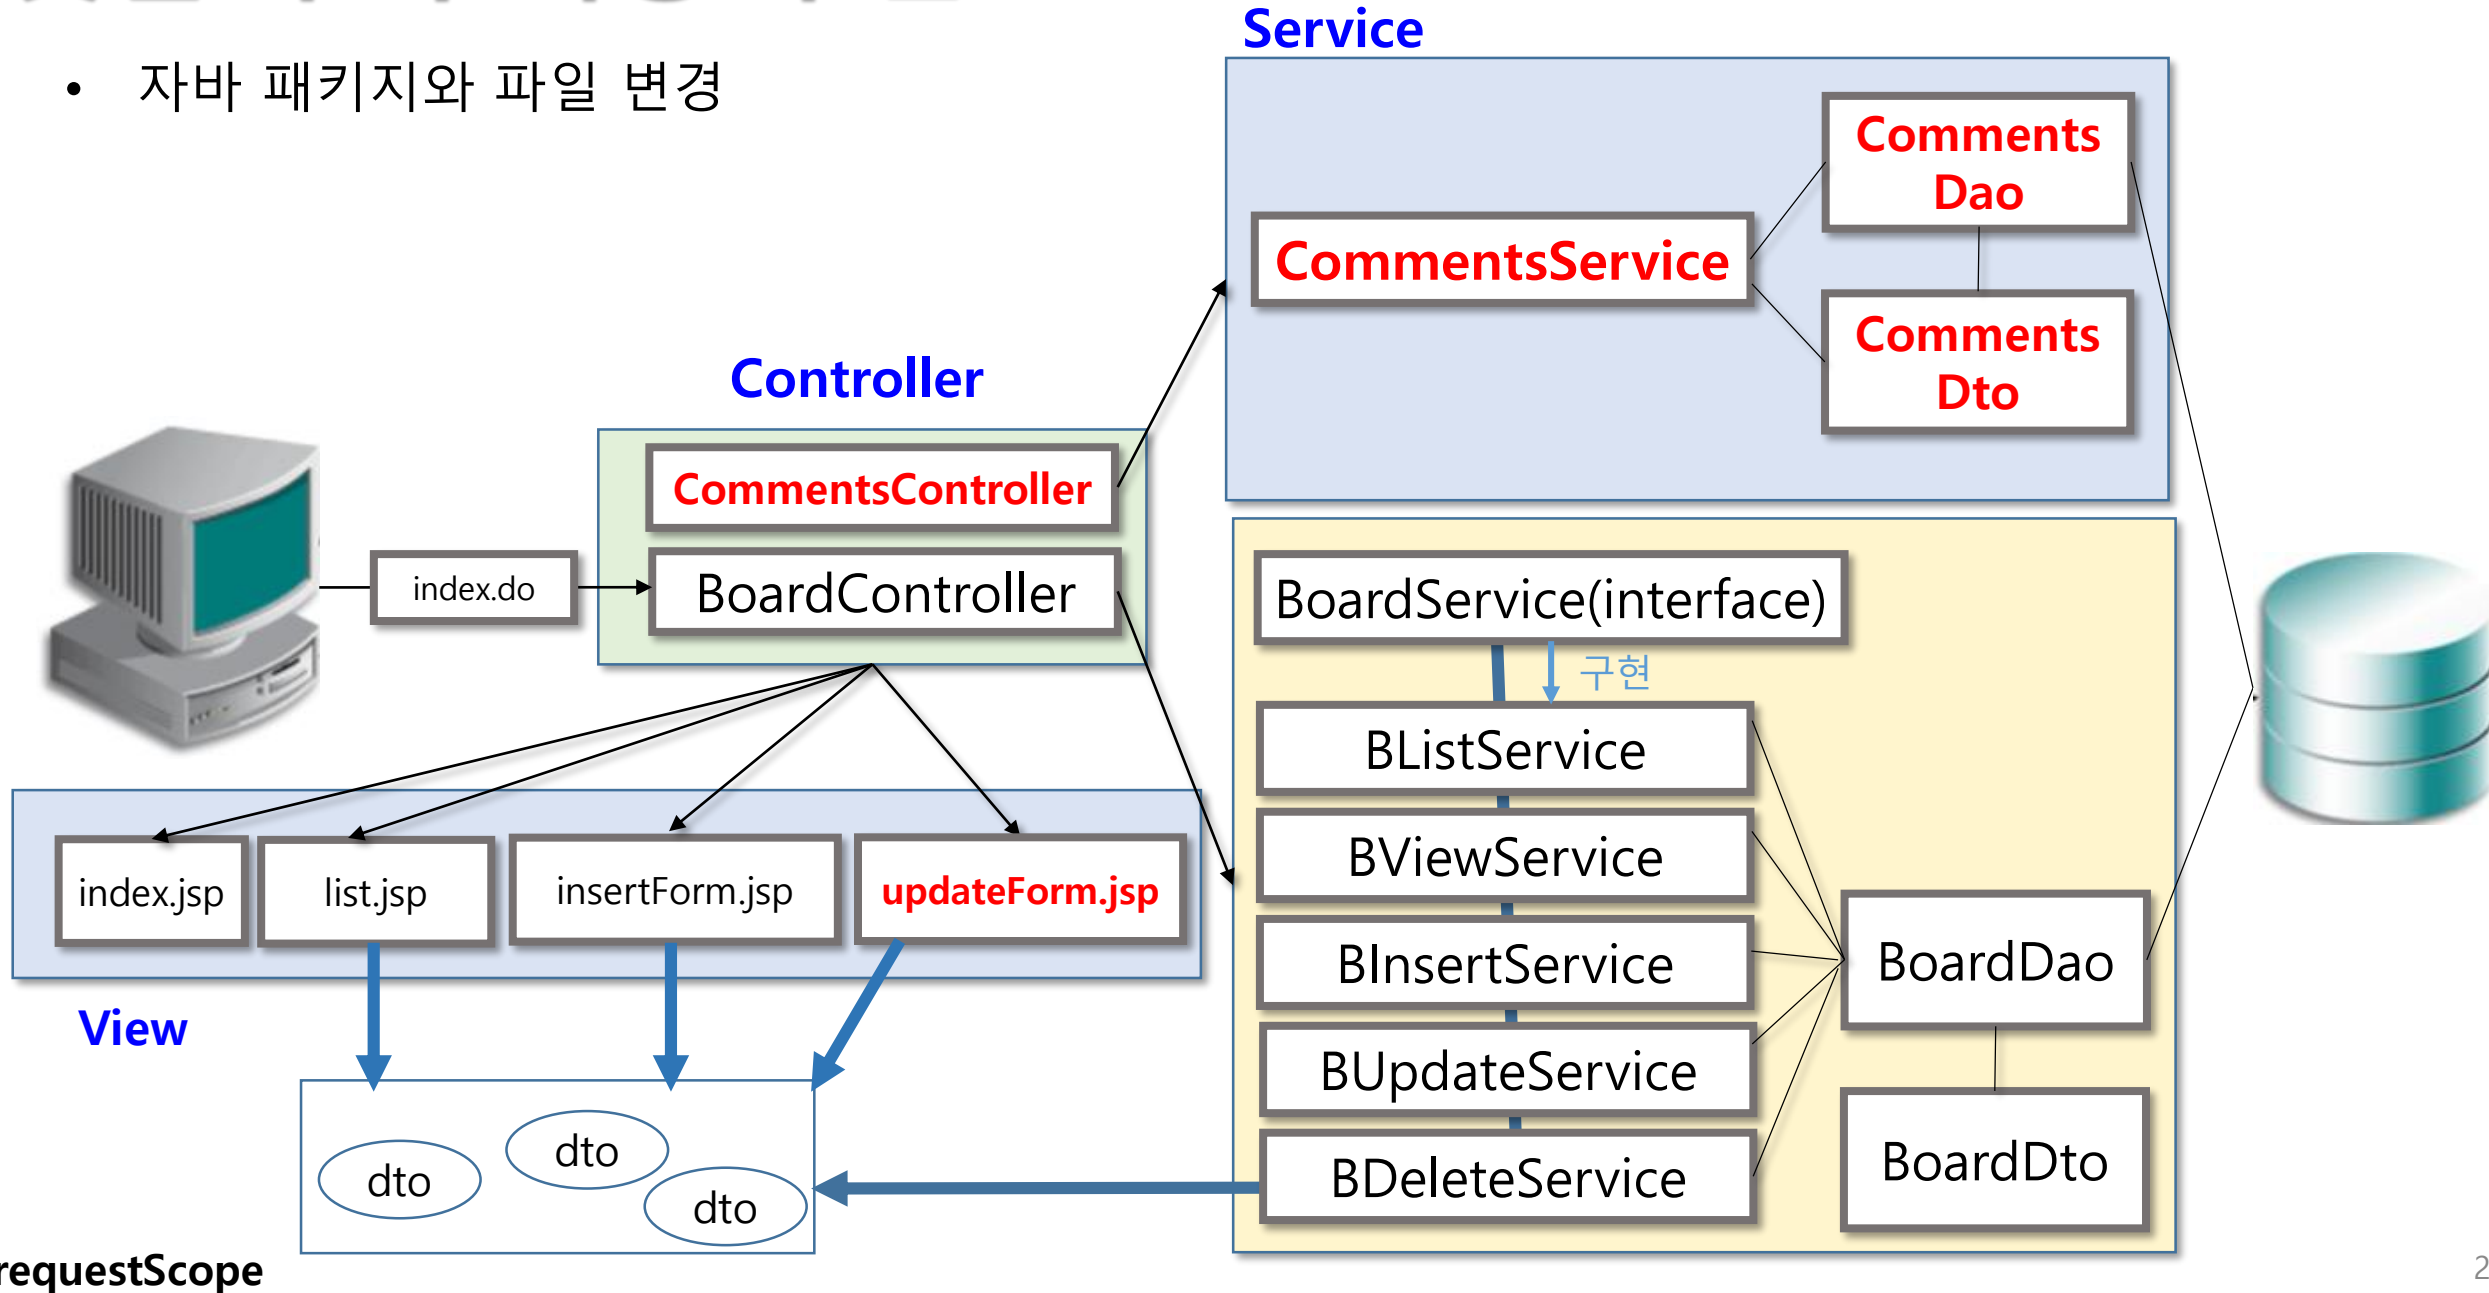 Service
• 자바 패키지와 파일 변경
Comments
Dao
CommentsService
Comments
Dto
Controller
CommentsController
index.do
BoardController
BoardService(interface)
구현
BListService
BViewService
BInsertService
BUpdateService
BDeleteService
BoardDao
BoardDto
index.jsp
list.jsp
insertForm.jsp
updateForm.jsp
View
dto
dto
dto
requestScope
2